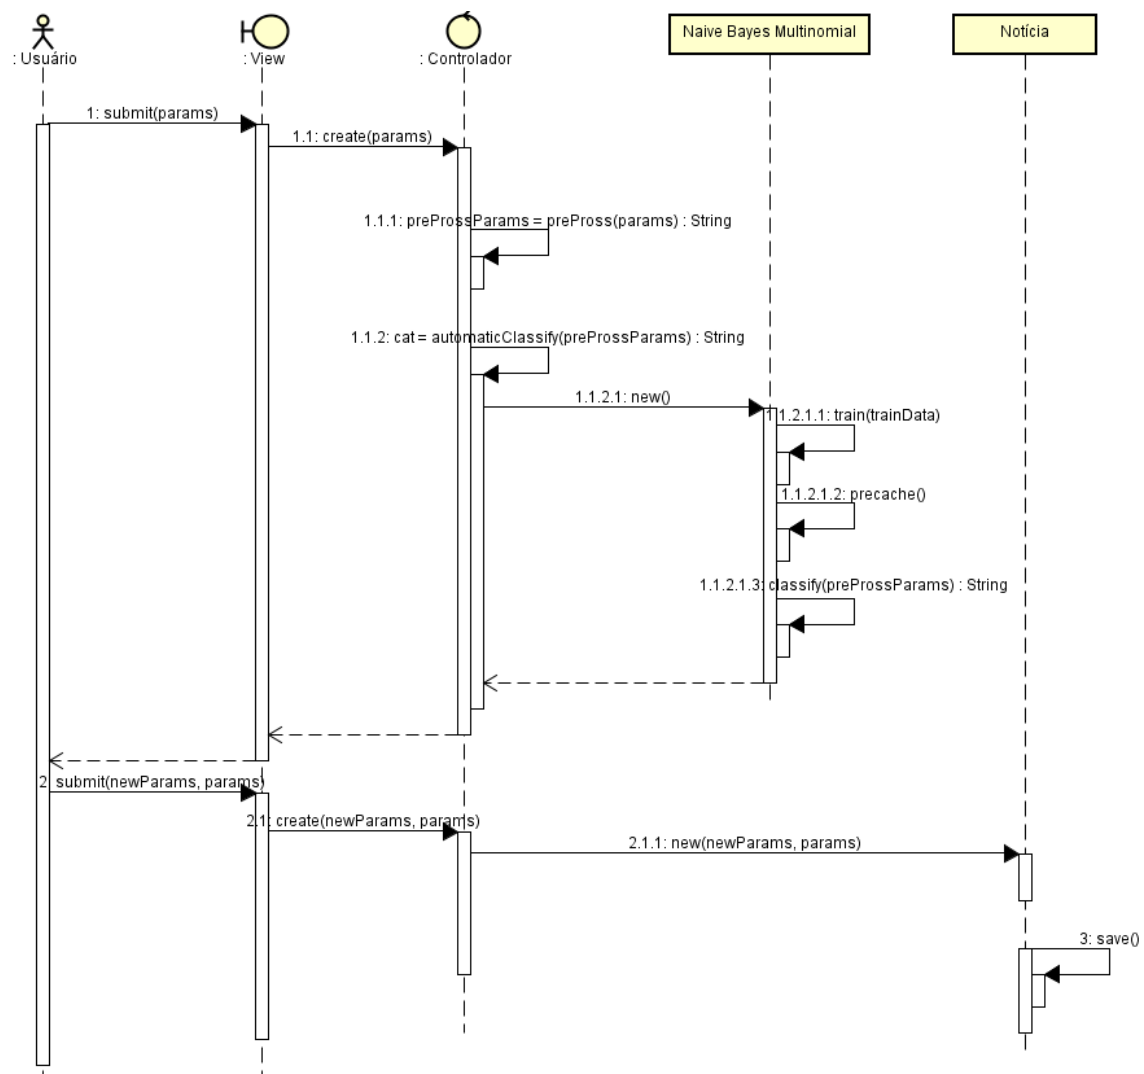 : Usuário
: View
: Controlador
Naive Bayes Multinomial
Notícia
1: submit(params)
1.1: create(params)
1.1.1: preProssParams = prePross(params) : String
1.1.2: cat = automaticClassify(preProssParams) : String
1.1.2.1: new()
1.1.2.1.1: train(trainData)
1.1.2.1.2: precache()
1.1.2.1.3: classify(preProssParams) : String
2: submit(newParams, params)
2.1: create(newParams, params)
2.1.1: new(newParams, params)
3: save()